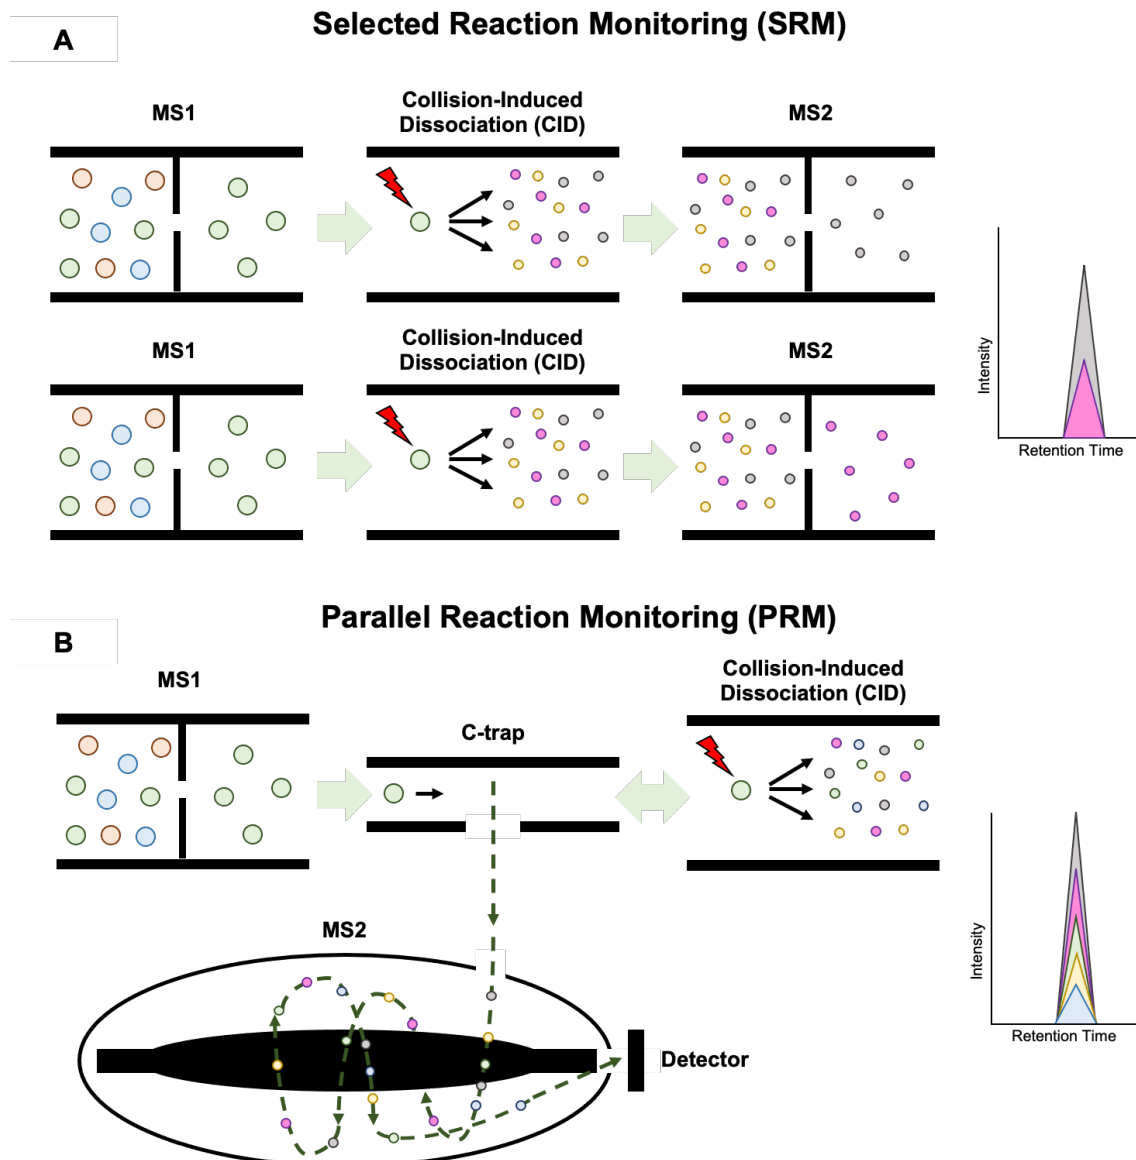 A
Selected Reaction Monitoring (SRM)
MS1
Collision-Induced
Dissociation (CID)
MS2
Intensity
Retention Time
MS1
Collision-Induced
Dissociation (CID)
MS2
B
Parallel Reaction Monitoring (PRM)
MS1
C-trap
Collision-Induced
Dissociation (CID)
MS2
Detector
Intensity
Retention Time